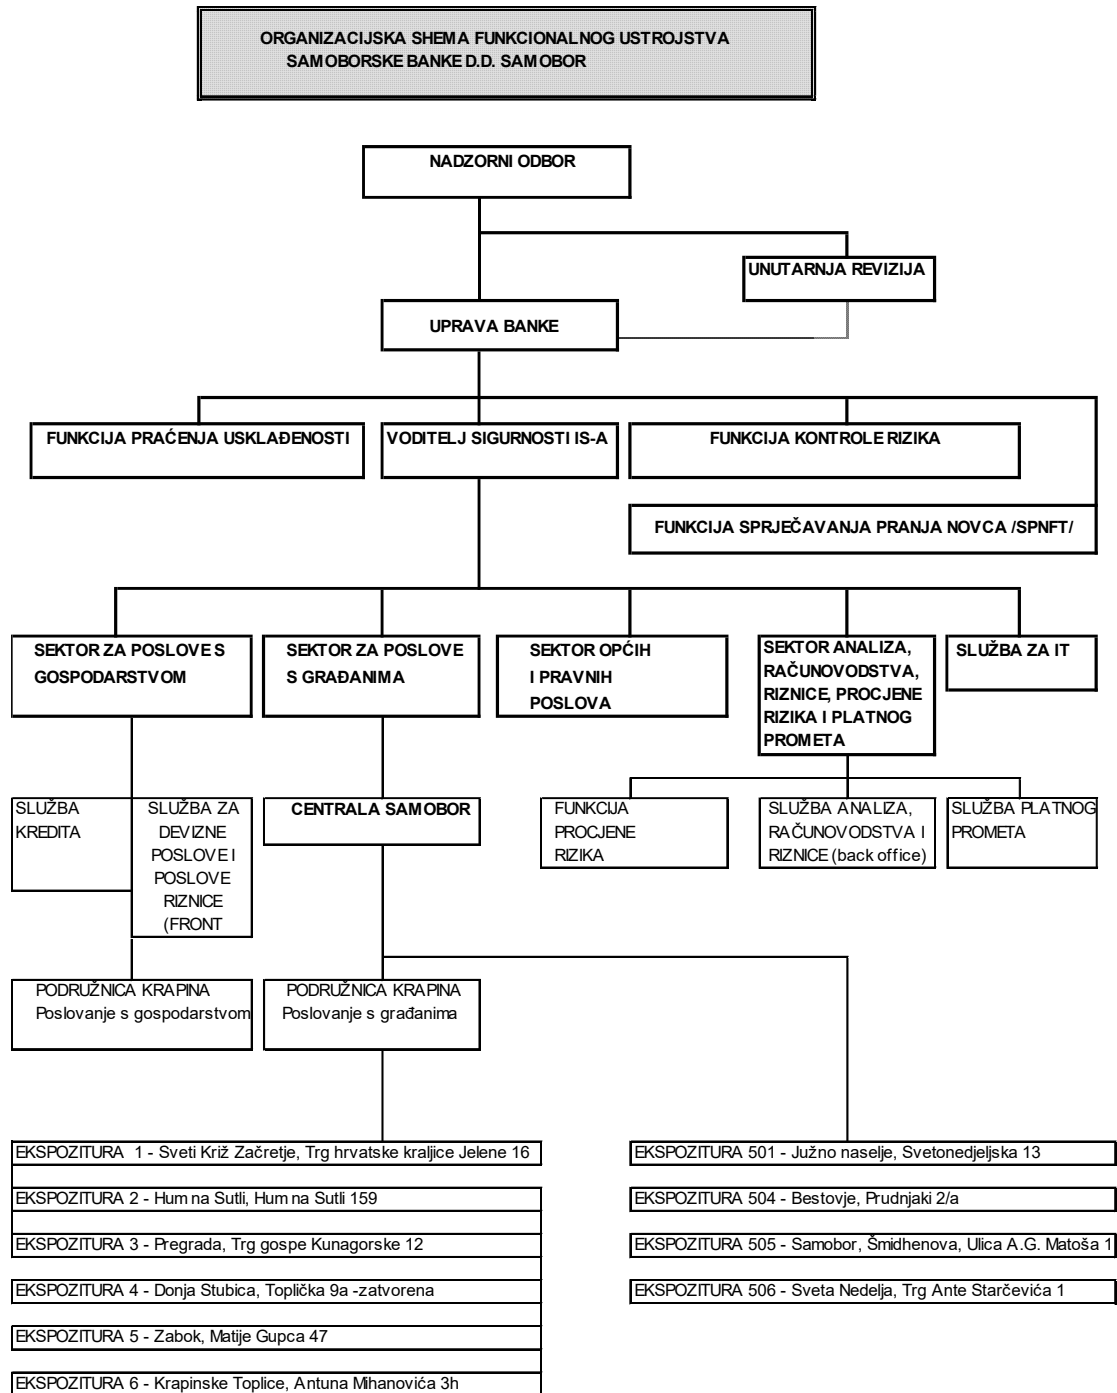 ORGANIZACIJSKA SHEMA FUNKCIONALNOG USTROJSTVA
SAMOBORSKE BANKE D.D. SAMOBOR
NADZORNI ODBOR
UNUTARNJA REVIZIJA
UPRAVA BANKE
FUNKCIJA PRAĆENJA USKLAĐENOSTI
VODITELJ SIGURNOSTI IS-A
FUNKCIJA KONTROLE RIZIKA
FUNKCIJA SPRJEČAVANJA PRANJA NOVCA /SPNFT/
SEKTOR ZA POSLOVE S
GOSPODARSTVOM
SEKTOR ZA POSLOVE
S GRAĐANIMA
SEKTOR OPĆIH
I PRAVNIH
POSLOVA
SEKTOR ANALIZA,
RAČUNOVODSTVA,
RIZNICE, PROCJENE
RIZIKA I PLATNOG
PROMETA
SLUŽBA ZA IT
SLUŽBA
KREDITA
SLUŽBA ZA
DEVIZNE
POSLOVE I
POSLOVE
RIZNICE
(FRONT
CENTRALA SAMOBOR
FUNKCIJA
PROCJENE
RIZIKA
SLUŽBA ANALIZA,
RAČUNOVODSTVA I
RIZNICE (back office)
SLUŽBA PLATNOG
PROMETA
PODRUŽNICA KRAPINA
Poslovanje s gospodarstvom
PODRUŽNICA KRAPINA
Poslovanje s građanima
EKSPOZITURA 1 - Sveti Križ Začretje, Trg hrvatske kraljice Jelene 16
EKSPOZITURA 2 - Hum na Sutli, Hum na Sutli 159
EKSPOZITURA 3 - Pregrada, Trg gospe Kunagorske 12
EKSPOZITURA 4 - Donja Stubica, Toplička 9a -zatvorena
EKSPOZITURA 5 - Zabok, Matije Gupca 47
EKSPOZITURA 6 - Krapinske Toplice, Antuna Mihanovića 3h
EKSPOZITURA 501 - Južno naselje, Svetonedjeljska 13
EKSPOZITURA 504 - Bestovje, Prudnjaki 2/a
EKSPOZITURA 505 - Samobor, Šmidhenova, Ulica A.G. Matoša 1
EKSPOZITURA 506 - Sveta Nedelja, Trg Ante Starčevića 1